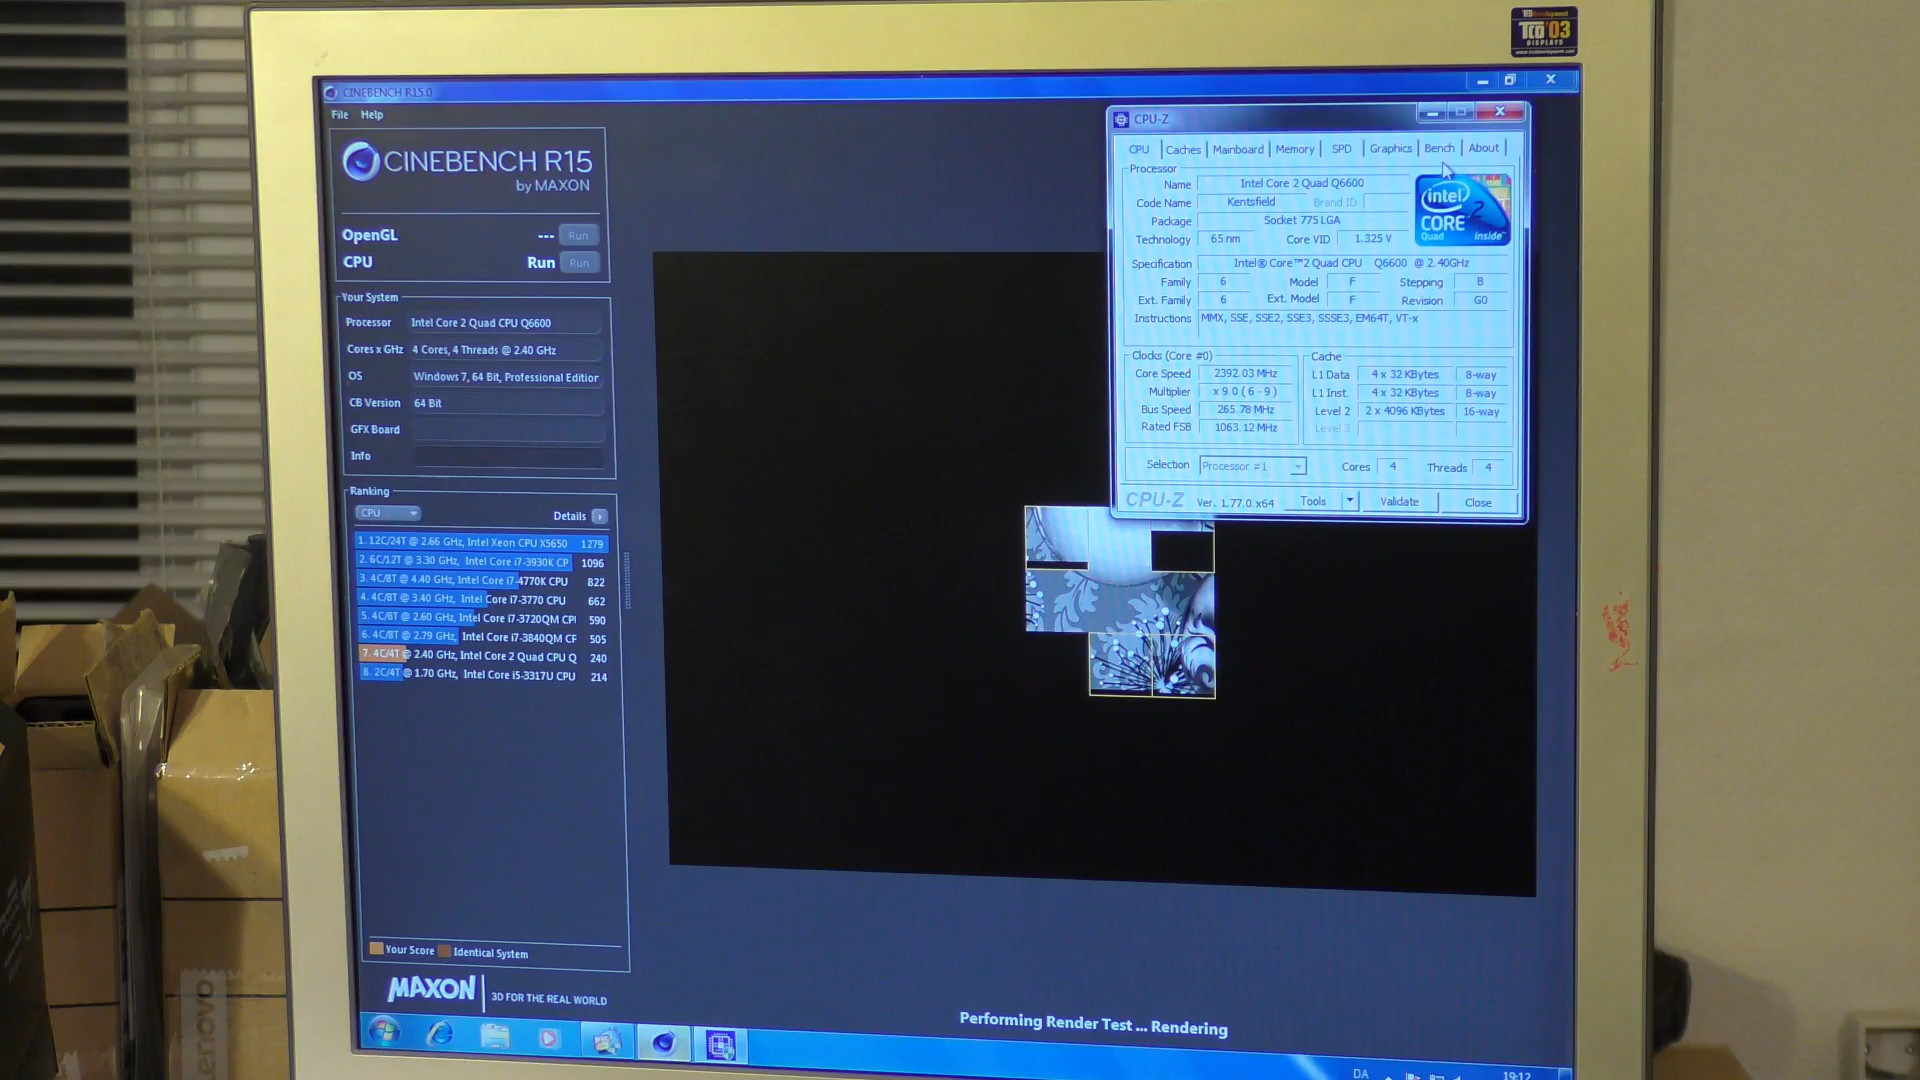 TCO'03
DISPLAYS
CINEBENCH R15.0
File Help
CINEBENCH R15
by MAXON
OpenGL --- Run
CPU Run Run
Your System
Processor Intel Core 2 Quad CPU Q6600
Cores x GHz 4 Cores, 4 Threads @ 2.40 GHz
OS Windows 7, 64 Bit, Professional Edition
CB Version 64 Bit
GFX Board
Info
Ranking
CPU Details
1. 12C/24T @ 2.66 GHz, Intel Xeon CPU X5650 1279
2. 6C/12T @ 3.30 GHz, Intel Core i7-3930K CP 1096
3. 4C/8T @ 4.40 GHz, Intel Core i7-4770K CPU 822
4. 4C/8T @ 3.40 GHz, Intel Core i7-3770 CPU 662
5. 4C/8T @ 2.60 GHz, Intel Core i7-3720QM CPI 590
6. 4C/8T @ 2.79 GHz, Intel Core i7-3840QM CF 505
7. 4C/4T @ 2.40 GHz, Intel Core 2 Quad CPU Q 240
8. 2C/4T @ 1.70 GHz, Intel Core i5-3317U CPU 214
Your Score Identical System
MAXON 3D FOR THE REAL WORLD
Performing Render Test ... Rendering
CPU-Z
CPU Caches Mainboard Memory SPD Graphics Bench About
Processor
Name Intel Core 2 Quad Q6600
Code Name Kentsfield Brand ID
Package Socket 775 LGA
Technology 65 nm Core VID 1.325 V
intel CORE 2 Quad inside™
Specification Intel® Core™2 Quad CPU Q6600 @ 2.40GHz
Family 6 Model F Stepping B
Ext. Family 6 Ext. Model F Revision G0
Instructions MMX, SSE, SSE2, SSE3, SSSE3, EM64T, VT-x
Clocks (Core #0)
Core Speed 2392.03 MHz
Multiplier x 9.0 ( 6 - 9 )
Bus Speed 265.78 MHz
Rated FSB 1063.12 MHz
Cache
L1 Data 4 x 32 KBytes 8-way
L1 Inst. 4 x 32 KBytes 8-way
Level 2 2 x 4096 KBytes 16-way
Level 3
Selection Processor #1 Cores 4 Threads 4
CPU-Z Ver. 1.77.0.x64 Tools Validate Close
DA 19:12
lenovo